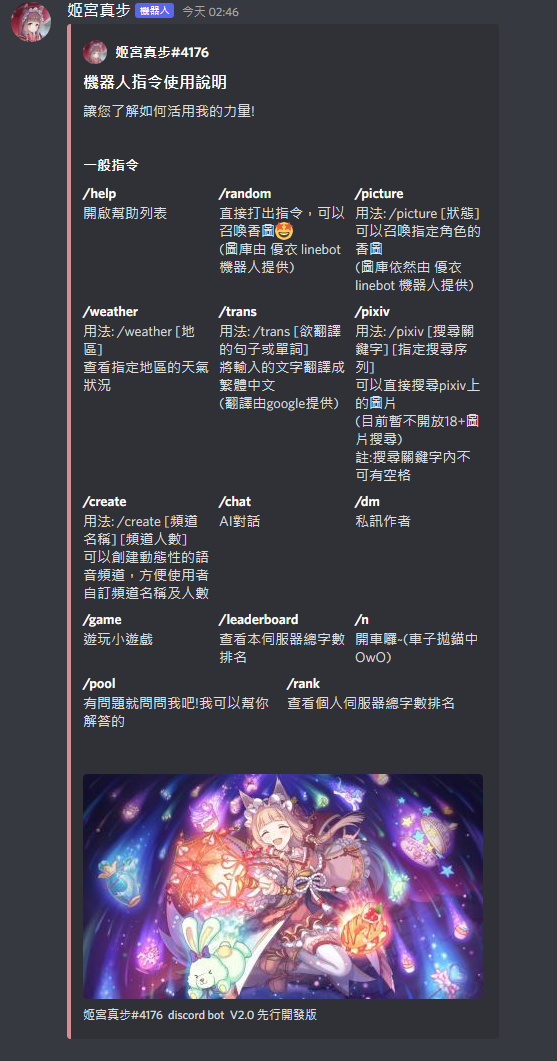 姬宮真步 機器人 今天 02:46
姬宮真步#4176
機器人指令使用說明
讓您了解如何活用我的力量!
一般指令
/help
開啟幫助列表
/random
直接打出指令，可以
召喚香圖🤩
(圖庫由 優衣 linebot
機器人提供)
/picture
用法: /picture [狀態]
可以召喚指定角色的
香圖
(圖庫依然由 優衣
linebot 機器人提供)
/weather
用法: /weather [地
區]
查看指定地區的天氣
狀況
/trans
用法: /trans [欲翻譯
的句子或單詞]
將輸入的文字翻譯成
繁體中文
(翻譯由google提供)
/pixiv
用法: /pixiv [搜尋關
鍵字] [指定搜尋序
列]
可以直接搜尋pixiv上
的圖片
(目前暫不開放18+圖
片搜尋)
註:搜尋關鍵字內不
可有空格
/create
用法: /create [頻道
名稱] [頻道人數]
可以創建動態性的語
音頻道，方便使用者
自訂頻道名稱及人數
/chat
AI對話
/dm
私訊作者
/game
遊玩小遊戲
/leaderboard
查看本伺服器總字數
排名
/n
開車囉~(車子拋錨中
OwO)
/pool
有問題就問問我吧!我可以幫你
解答的
/rank
查看個人伺服器總字數排名
姬宮真步#4176 discord bot V2.0 先行開發版